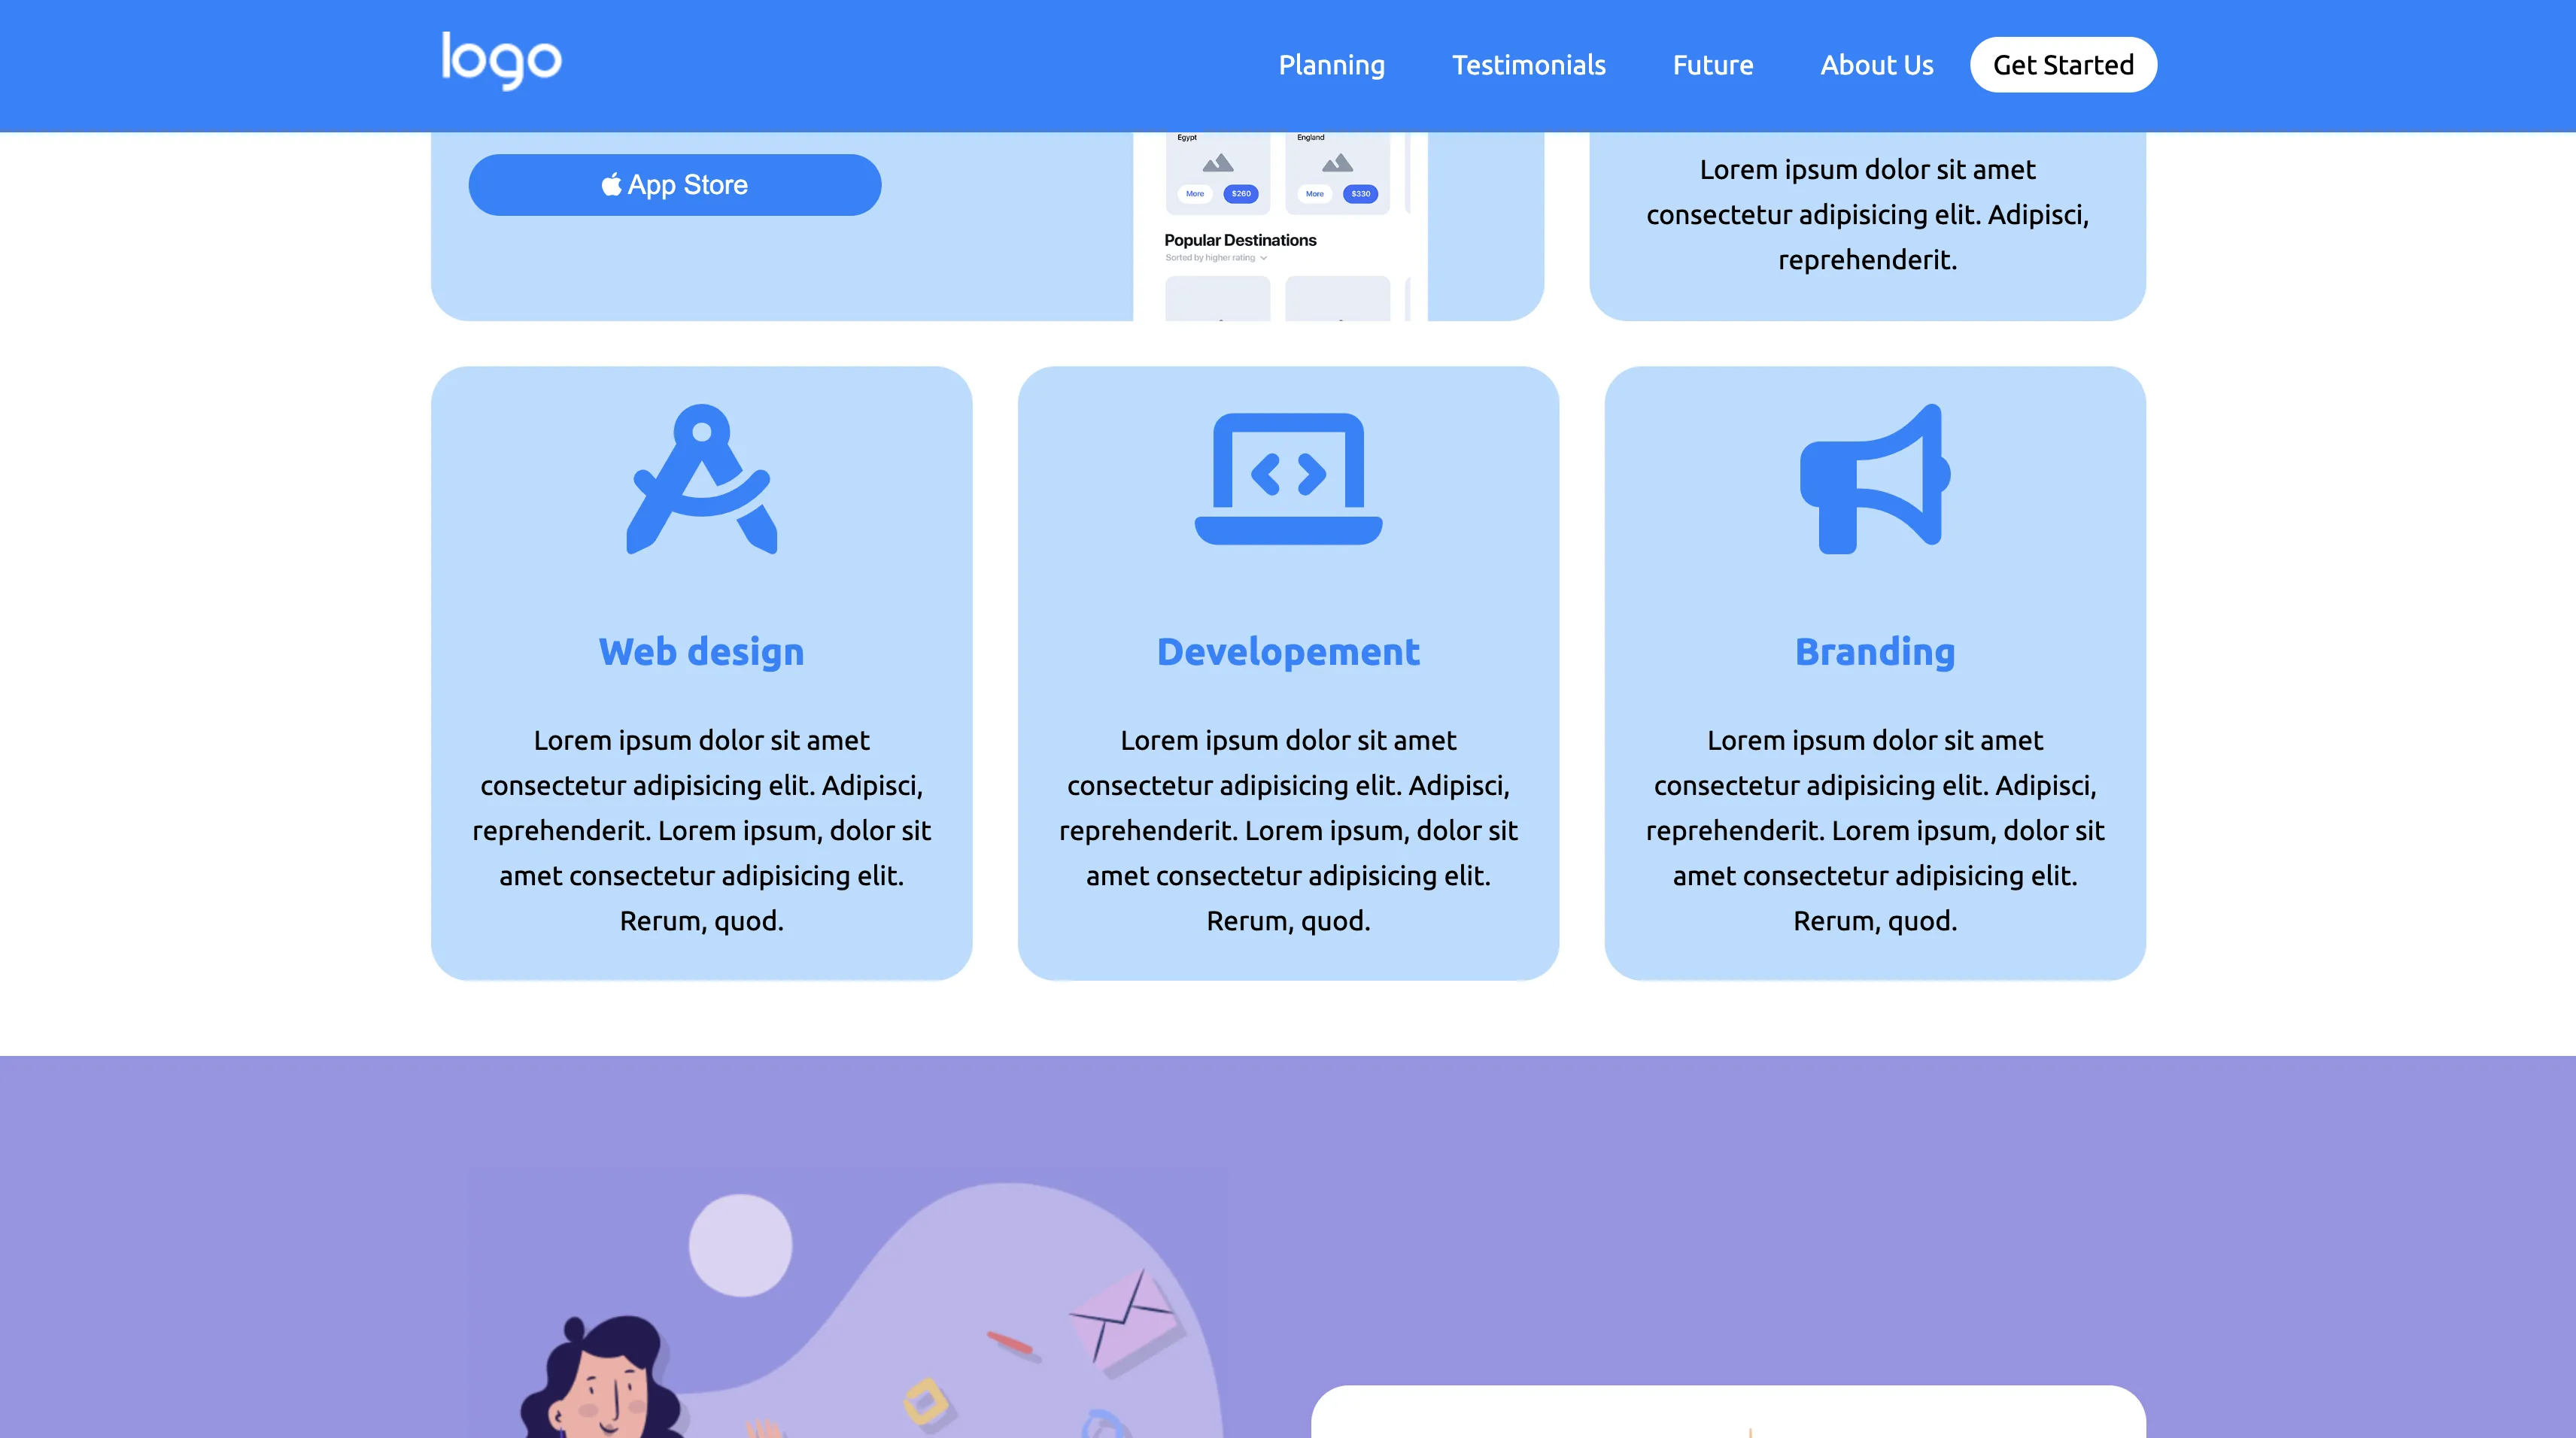 logo
Planning Testimonials Future About Us Get Started
App Store
Egypt England
More $260 More $330
Popular Destinations
Sorted by higher rating
Lorem ipsum dolor sit amet
consectetur adipisicing elit. Adipisci,
reprehenderit.
Web design
Lorem ipsum dolor sit amet
consectetur adipisicing elit. Adipisci,
reprehenderit. Lorem ipsum, dolor sit
amet consectetur adipisicing elit.
Rerum, quod.
Developement
Lorem ipsum dolor sit amet
consectetur adipisicing elit. Adipisci,
reprehenderit. Lorem ipsum, dolor sit
amet consectetur adipisicing elit.
Rerum, quod.
Branding
Lorem ipsum dolor sit amet
consectetur adipisicing elit. Adipisci,
reprehenderit. Lorem ipsum, dolor sit
amet consectetur adipisicing elit.
Rerum, quod.